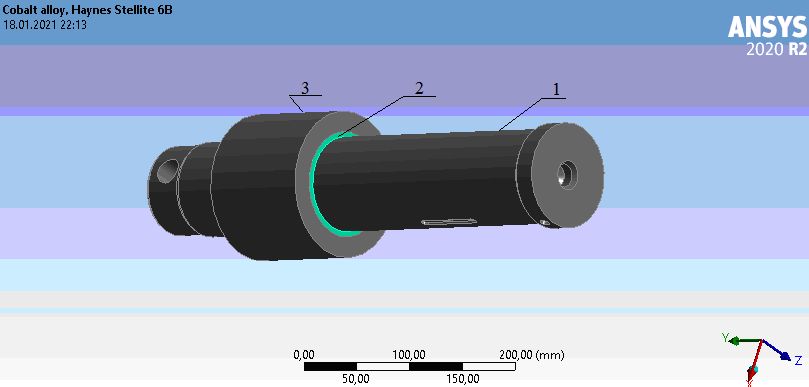 Cobalt alloy, Haynes Stellite 6B
18.01.2021 22:13
ANSYS
2020 R2
3
2
1
0,00
100,00
200,00 (mm)
50,00
150,00
Y
Z
X